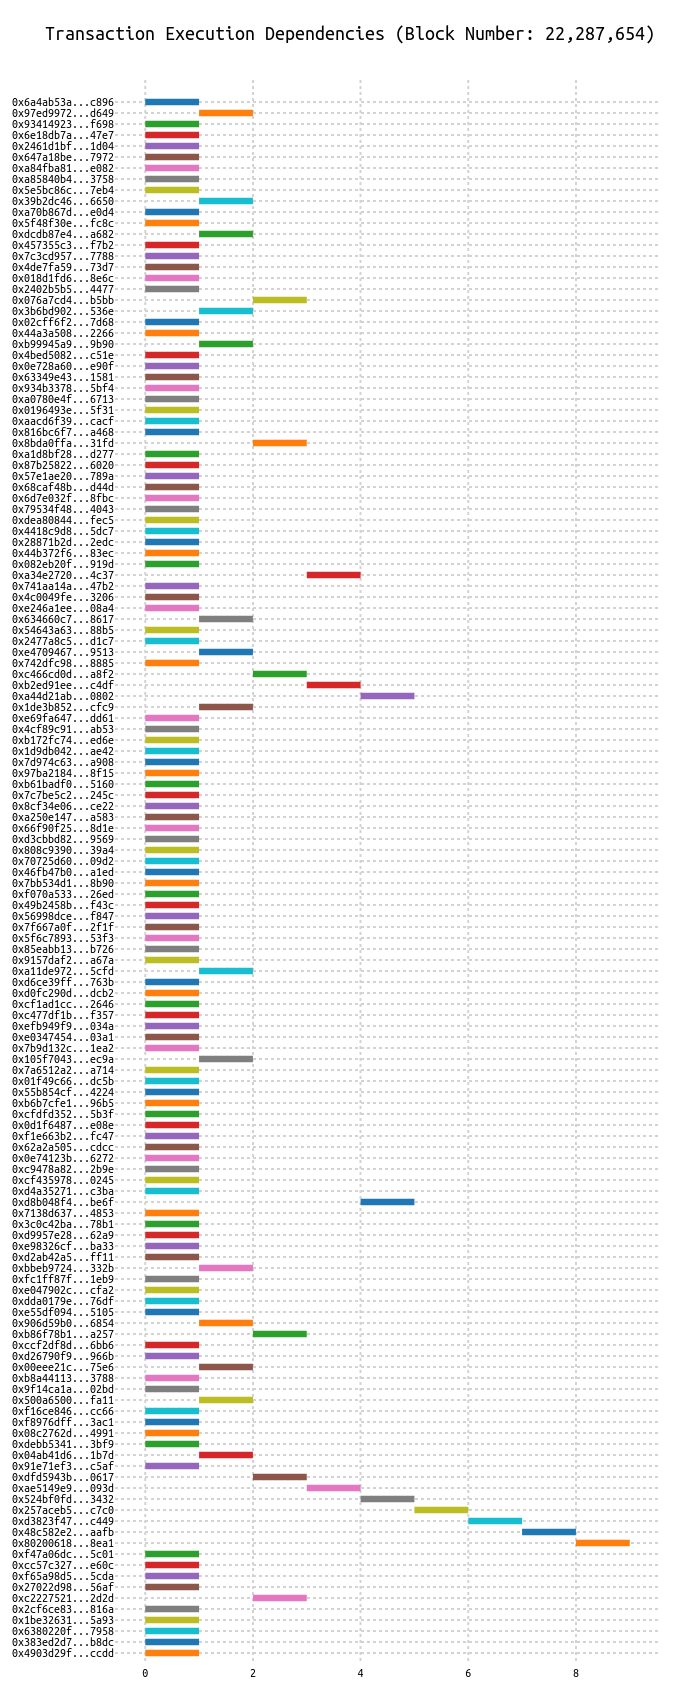 Transaction Execution Dependencies (Block Number: 22,287,654)
0x6a4ab53a...c896
0x97ed9972...d649
0x93414923...f698
0x6e18db7a...47e7
0x2461d1bf...1d04
0x647a18be...7972
0xa84fba81...e082
0xa85840b4...3758
0x5e5bc86c...7eb4
0x39b2dc46...6650
0xa70b867d...e0d4
0x5f48f30e...fc8c
0xdcdb87e4...a682
0x457355c3...f7b2
0x7c3cd957...7788
0x4de7fa59...73d7
0x018d1fd6...8e6c
0x2402b5b5...4477
0x076a7cd4...b5bb
0x3b6bd902...536e
0x02cff6f2...7d68
0x44a3a508...2266
0xb99945a9...9b90
0x4bed5082...c51e
0x0e728a60...e90f
0x63349e43...1581
0x934b3378...5bf4
0xa0780e4f...6713
0x0196493e...5f31
0xaacd6f39...cacf
0x816bc6f7...a468
0x8bda0ffa...31fd
0xa1d8bf28...d277
0x87b25822...6020
0x57e1ae20...789a
0x68caf48b...d44d
0x6d7e032f...8fbc
0x79534f48...4043
0xdea80844...fec5
0x4418c9d8...5dc7
0x28871b2d...2edc
0x44b372f6...83ec
0x082eb20f...919d
0xa34e2720...4c37
0x741aa14a...47b2
0x4c0049fe...3206
0xe246a1ee...08a4
0x634660c7...8617
0x54643a63...88b5
0x2477a8c5...d1c7
0xe4709467...9513
0x742dfc98...8885
0xc466cd0d...a8f2
0xb2ed91ee...c4df
0xa44d21ab...0802
0x1de3b852...cfc9
0xe69fa647...dd61
0x4cf89c91...ab53
0xb172fc74...ed6e
0x1d9db042...ae42
0x7d974c63...a908
0x97ba2184...8f15
0xb61badf0...5160
0x7c7be5c2...245c
0x8cf34e06...ce22
0xa250e147...a583
0x66f90f25...8d1e
0xd3cbbd82...9569
0x808c9390...39a4
0x70725d60...09d2
0x46fb47b0...a1ed
0x7bb534d1...8b90
0xf070a533...26ed
0x49b2458b...f43c
0x56998dce...f847
0x7f667a0f...2f1f
0x5f6c7893...53f3
0x85eabb13...b726
0x9157daf2...a67a
0xa11de972...5cfd
0xd6ce39ff...763b
0xd0fc290d...dcb2
0xcf1ad1cc...2646
0xc477df1b...f357
0xefb949f9...034a
0xe0347454...03a1
0x7b9d132c...1ea2
0x105f7043...ec9a
0x7a6512a2...a714
0x01f49c66...dc5b
0x55b854cf...4224
0xb6b7cfe1...96b5
0xcfdfd352...5b3f
0x0d1f6487...e08e
0xf1e663b2...fc47
0x62a2a505...cdcc
0x0e74123b...6272
0xc9478a82...2b9e
0xcf435978...0245
0xd4a35271...c3ba
0xd8b048f4...be6f
0x7138d637...4853
0x3c0c42ba...78b1
0xd9957e28...62a9
0xe98326cf...ba33
0xd2ab42a5...ff11
0xbbeb9724...332b
0xfc1ff87f...1eb9
0xe047902c...cfa2
0xdda0179e...76df
0xe55df094...5105
0x906d59b0...6854
0xb86f78b1...a257
0xccf2df8d...6bb6
0xd26790f9...966b
0x00eee21c...75e6
0xb8a44113...3788
0x9f14ca1a...02bd
0x500a6500...fa11
0xf16ce846...cc66
0xf8976dff...3ac1
0x08c2762d...4991
0xdebb5341...3bf9
0x04ab41d6...1b7d
0x91e71ef3...c5af
0xdfd5943b...0617
0xae5149e9...093d
0x524bf0fd...3432
0x257aceb5...c7c0
0xd3823f47...c449
0x48c582e2...aafb
0x80200618...8ea1
0xf47a06dc...5c01
0xcc57c327...e60c
0xf65a98d5...5cda
0x27022d98...56af
0xc2227521...2d2d
0x2cf6ce83...816a
0x1be32631...5a93
0x6380220f...7958
0x383ed2d7...b8dc
0x4903d29f...ccdd
0 2 4 6 8